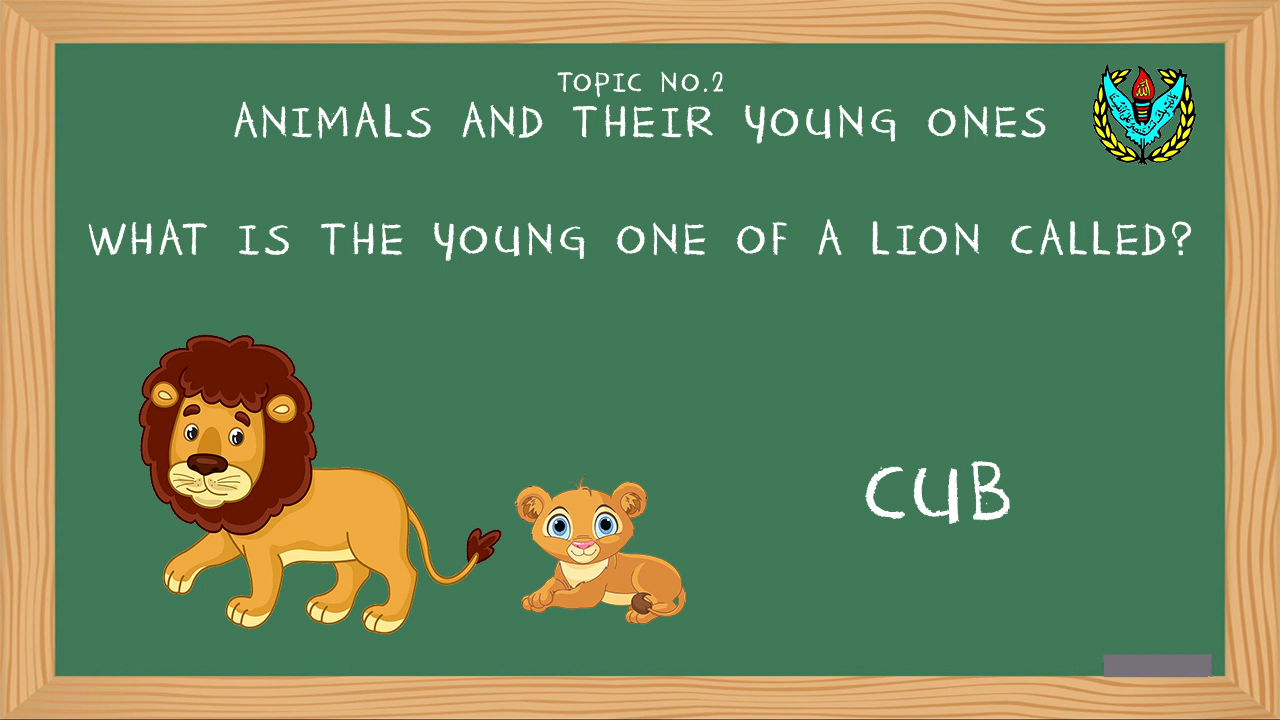 TOPIC NO.2
ANIMALS AND THEIR YOUNG ONES
WHAT IS THE YOUNG ONE OF A LION CALLED?
CUB